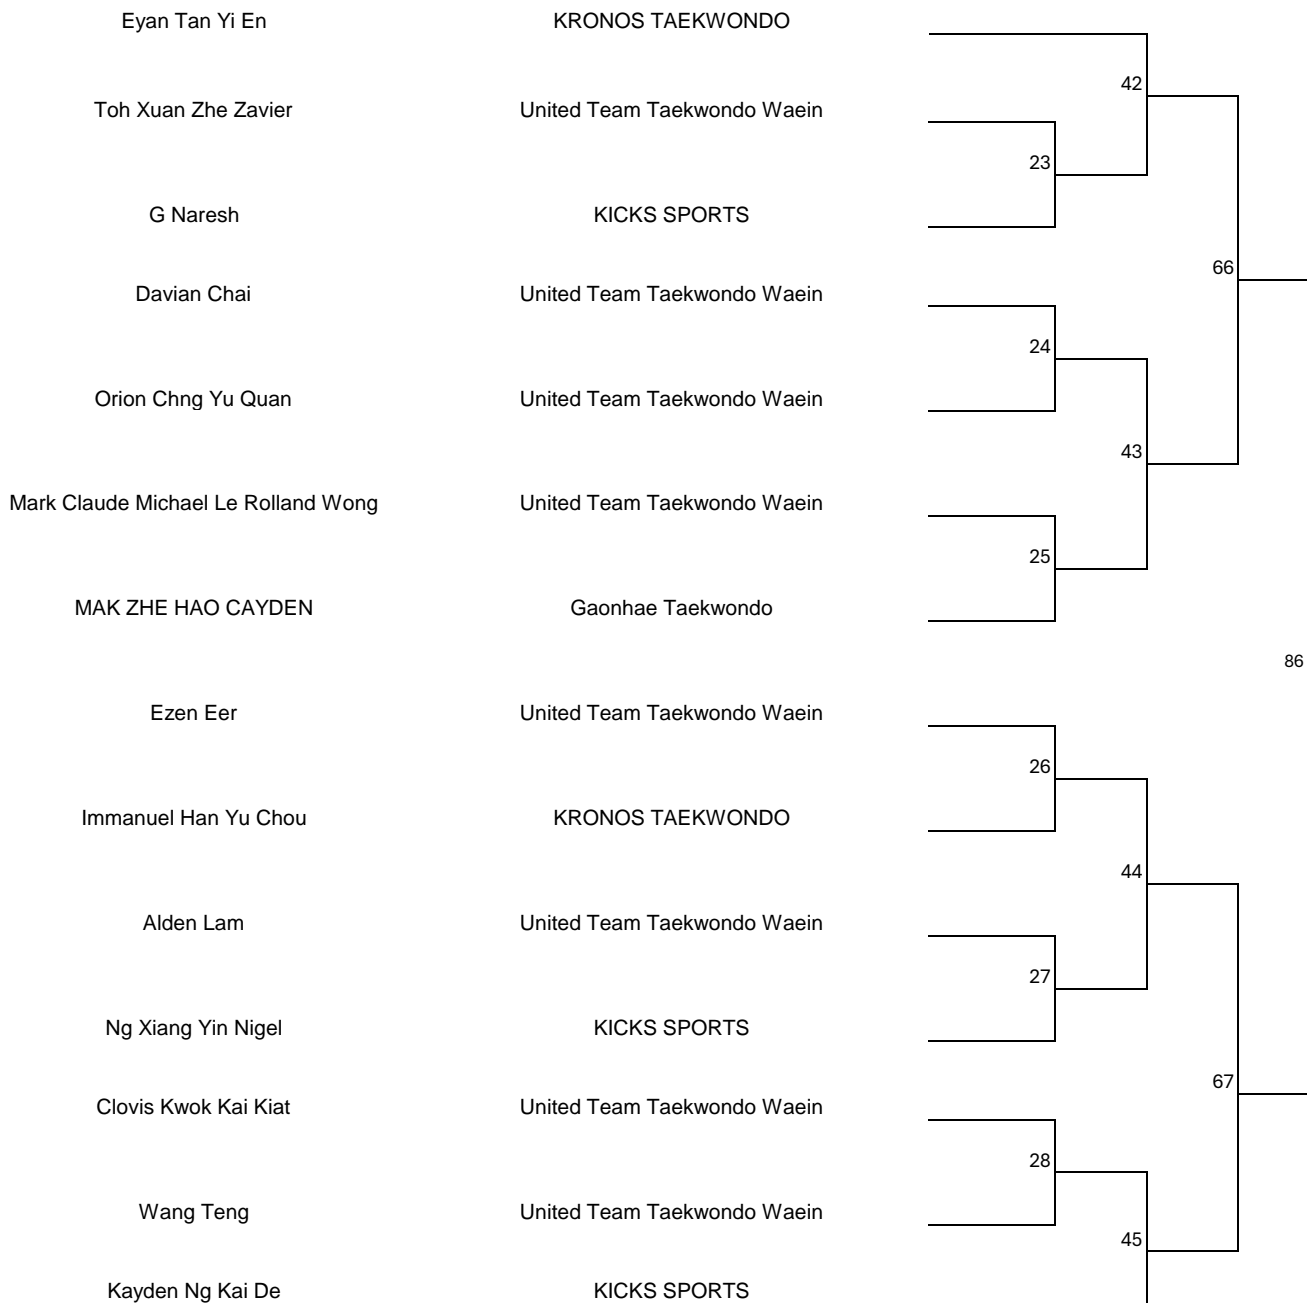 Eyan Tan Yi En KRONOS TAEKWONDO
42
Toh Xuan Zhe Zavier United Team Taekwondo Waein
23
G Naresh KICKS SPORTS
66
Davian Chai United Team Taekwondo Waein
24
Orion Chng Yu Quan United Team Taekwondo Waein
43
Mark Claude Michael Le Rolland Wong United Team Taekwondo Waein
25
MAK ZHE HAO CAYDEN Gaonhae Taekwondo
86
Ezen Eer United Team Taekwondo Waein
26
Immanuel Han Yu Chou KRONOS TAEKWONDO
44
Alden Lam United Team Taekwondo Waein
27
Ng Xiang Yin Nigel KICKS SPORTS
67
Clovis Kwok Kai Kiat United Team Taekwondo Waein
28
Wang Teng United Team Taekwondo Waein
45
Kayden Ng Kai De KICKS SPORTS